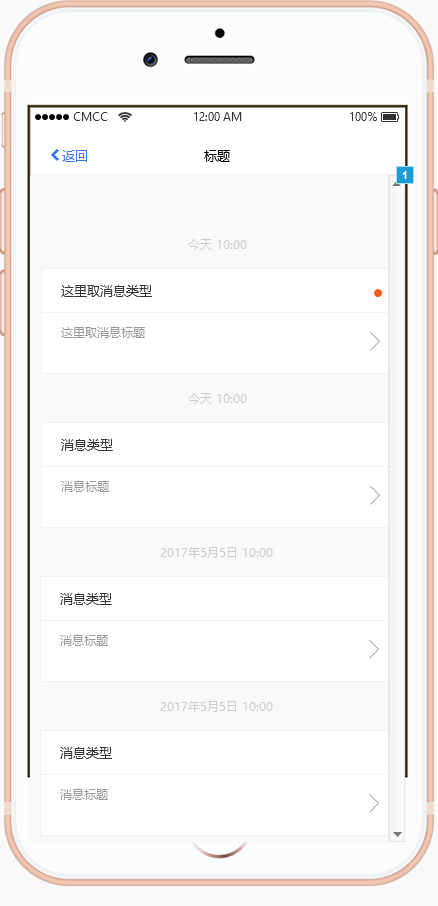 CMCC 12:00 AM 100%
返回 标题
1
今天 10:00
这里取消息类型
这里取消息标题
今天 10:00
消息类型
消息标题
2017年5月5日 10:00
消息类型
消息标题
2017年5月5日 10:00
消息类型
消息标题